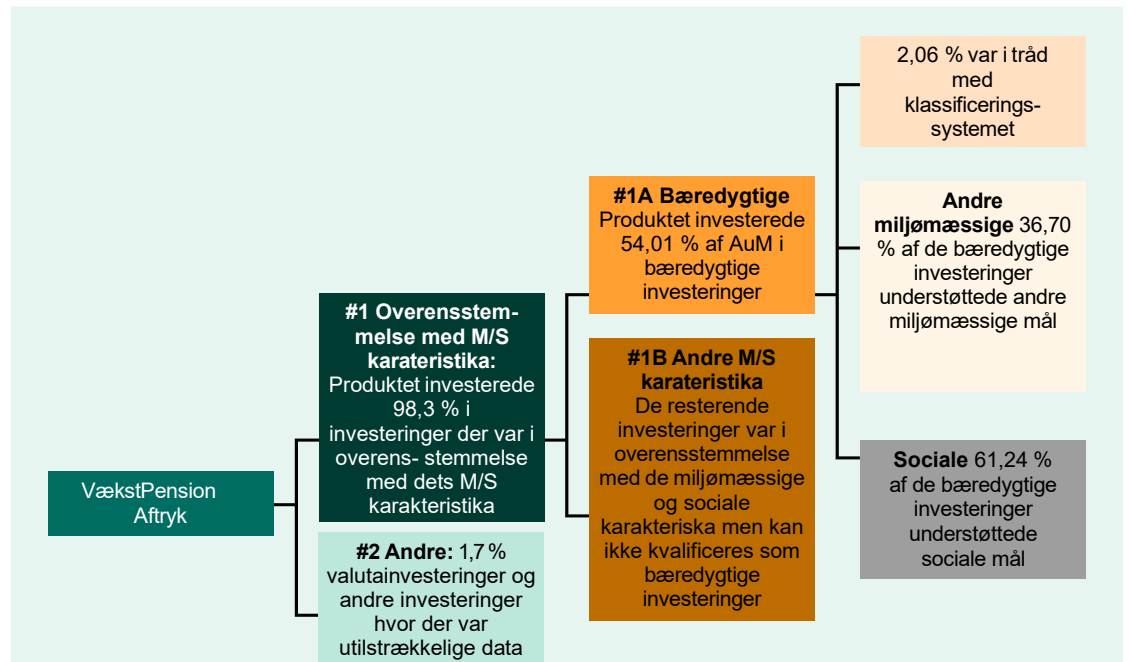 VækstPension
Aftryk
#1 Overensstem-
melse med M/S
karateristika:
Produktet investerede
98,3 % i
investeringer der var i
overens- stemmelse
med dets M/S
karakteristika
#2 Andre: 1,7 %
valutainvesteringer og
andre investeringer
hvor der var
utilstrækkelige data
#1A Bæredygtige
Produktet investerede
54,01 % af AuM i
bæredygtige
investeringer
#1B Andre M/S
karateristika
De resterende
investeringer var i
overensstemmelse
med de miljømæssige
og sociale
karakteriska men kan
ikke kvalificeres som
bæredygtige
investeringer
2,06 % var i tråd
med
klassificerings-
systemet
Andre
miljømæssige 36,70
% af de bæredygtige
investeringer
understøttede andre
miljømæssige mål
Sociale 61,24 %
af de bæredygtige
investeringer
understøttede
sociale mål